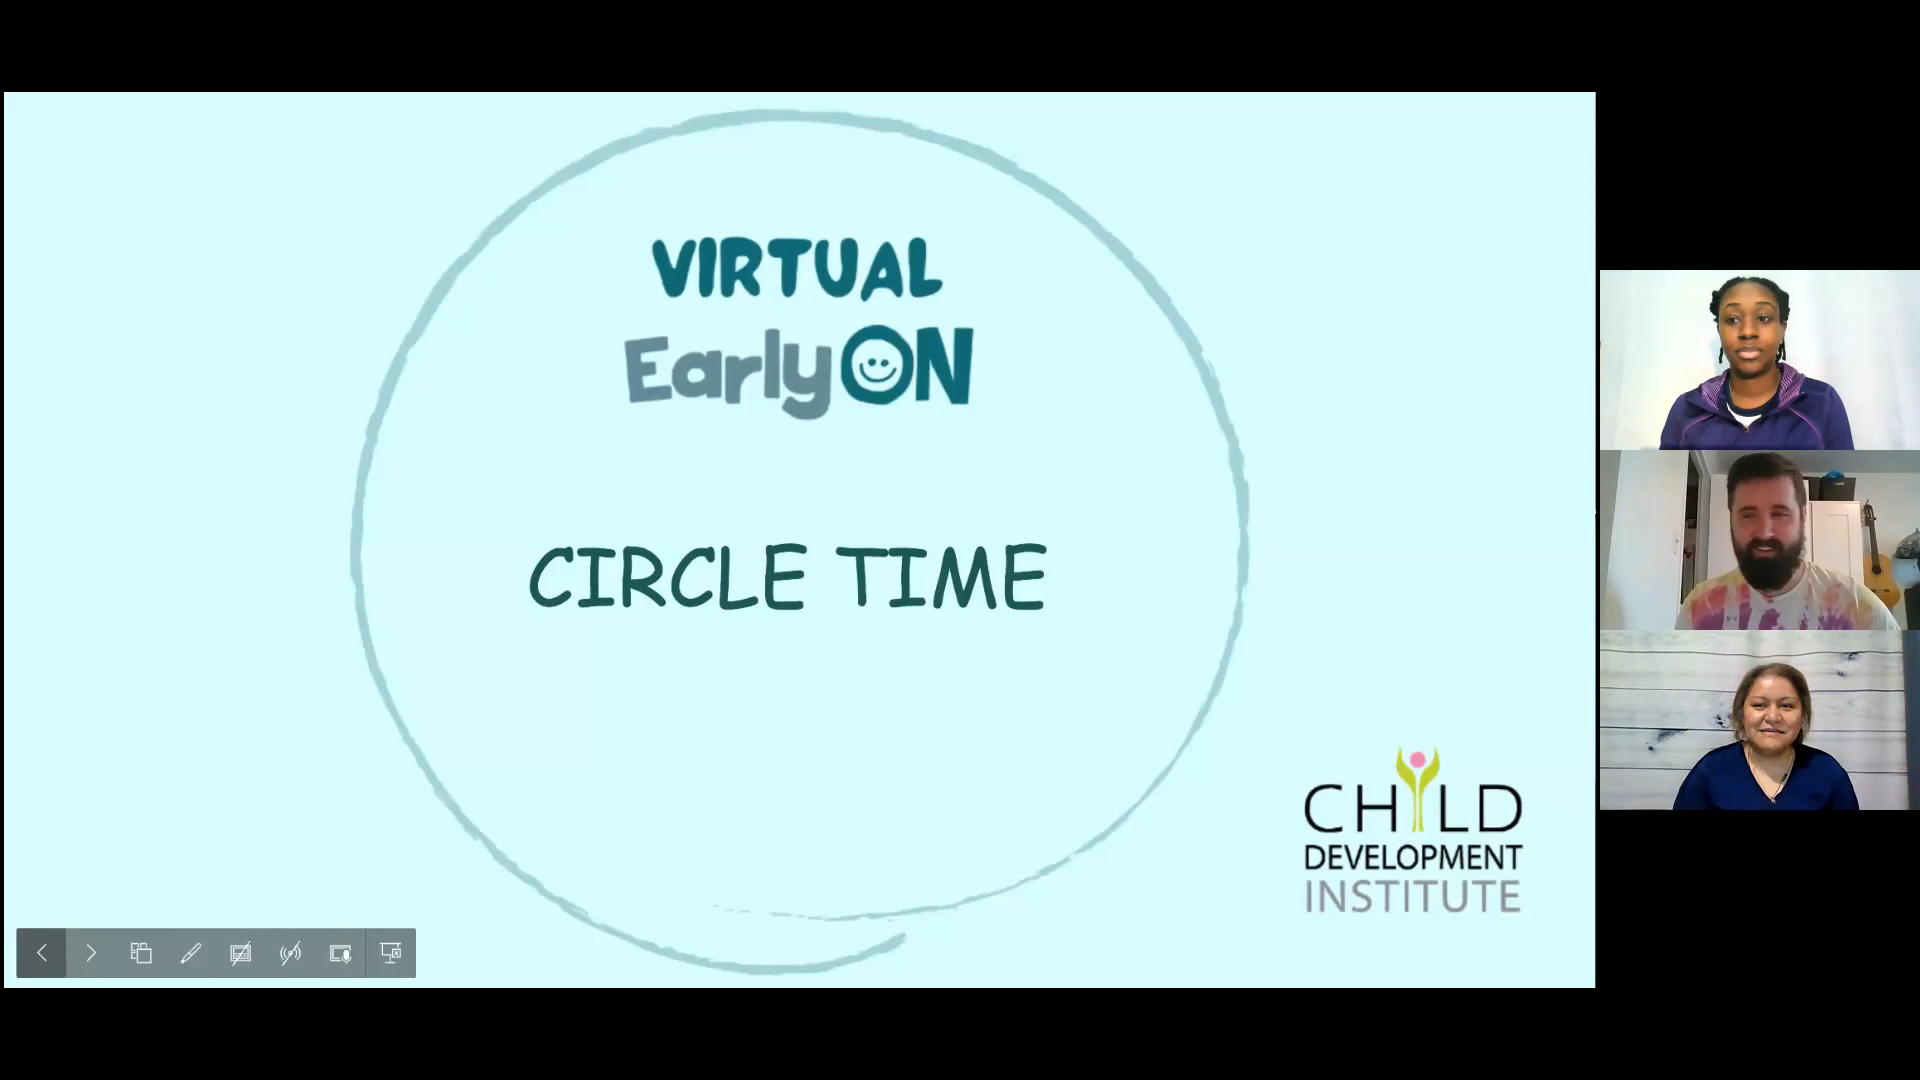 VIRTUAL
EarlyON
CIRCLE TIME
CHILD
DEVELOPMENT
INSTITUTE